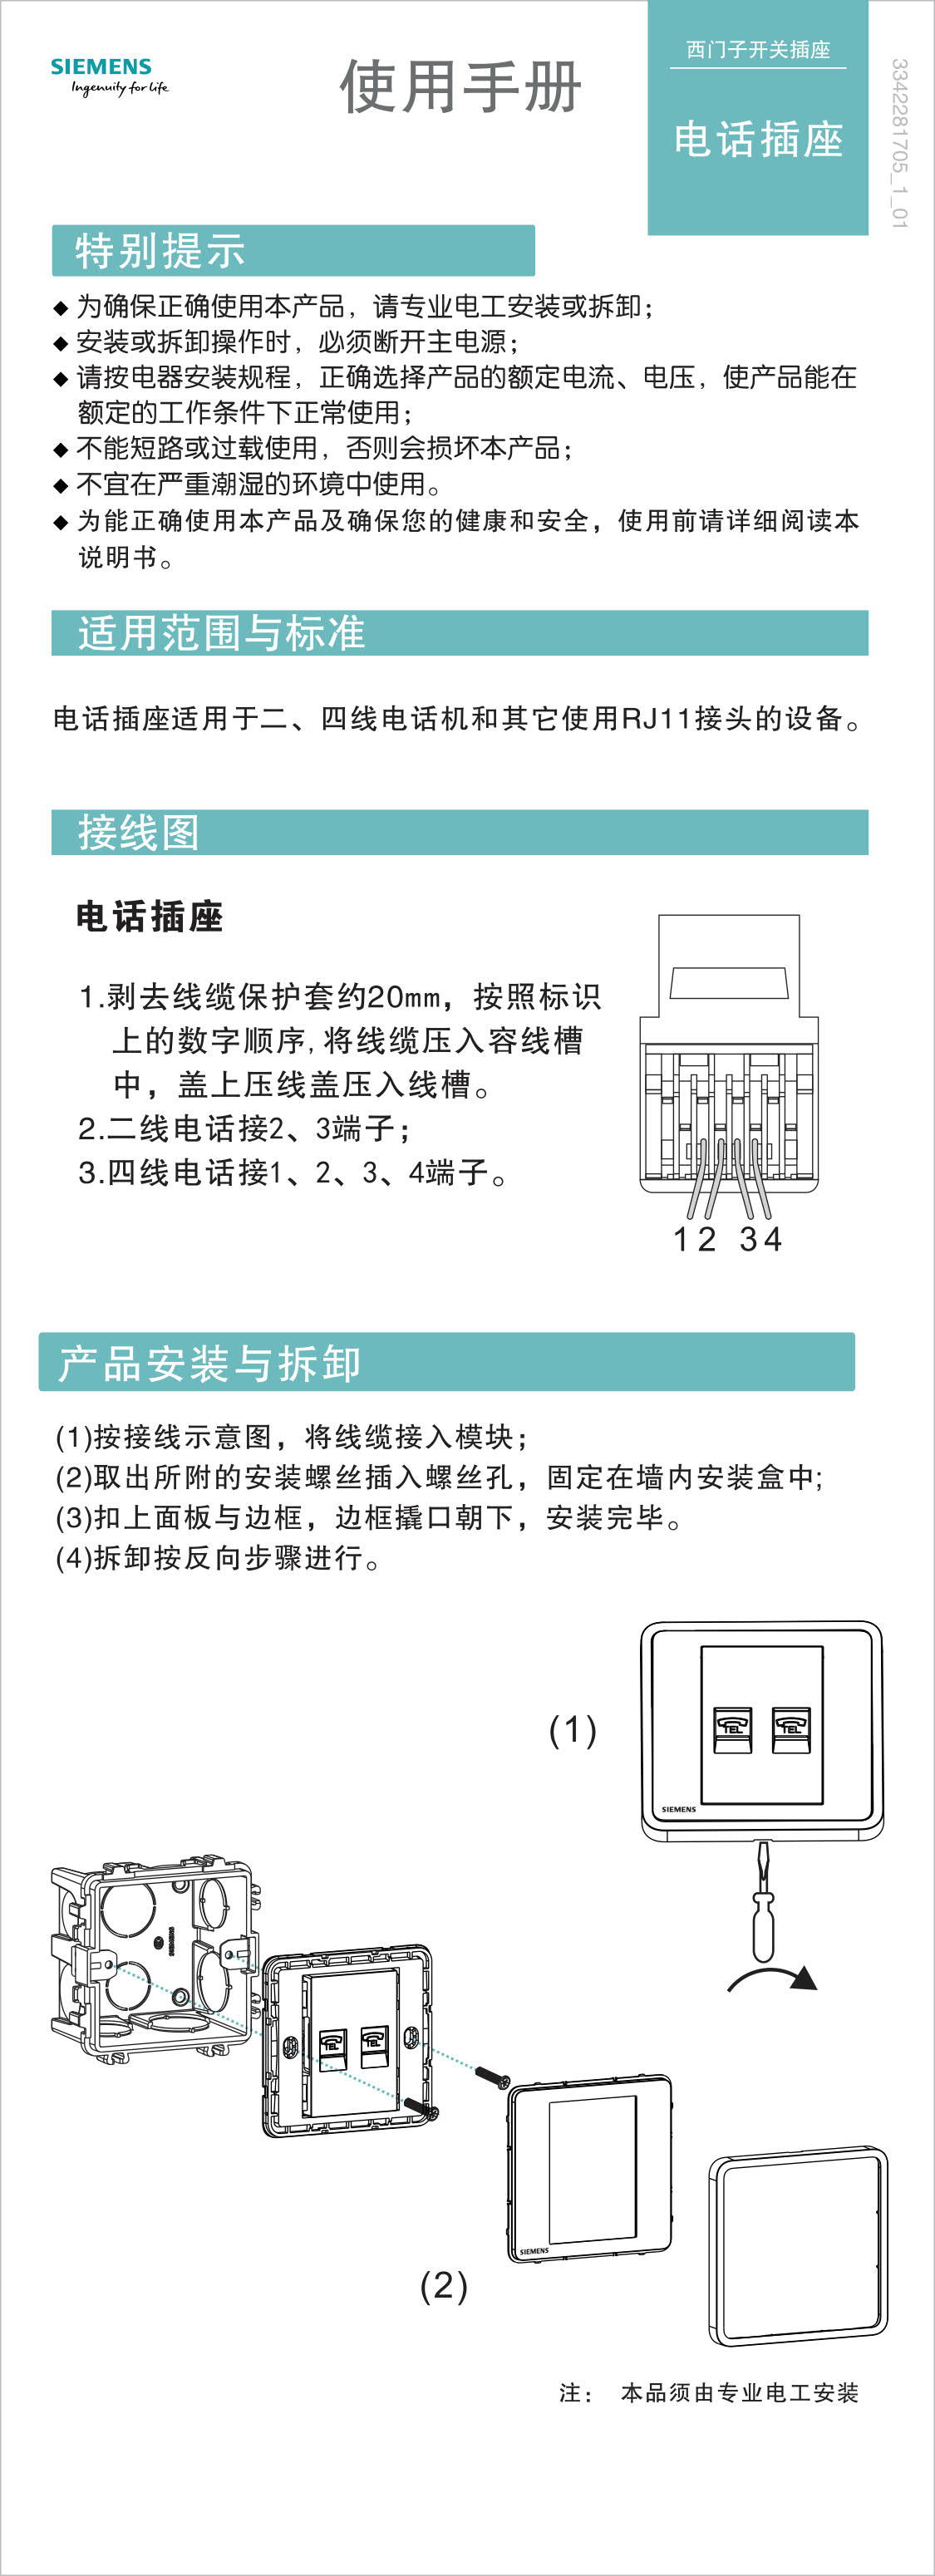 SIEMENS
Ingenuity for life
使用手册
西门子开关插座
电话插座
3342281705_1_01
特别提示
◆ 为确保正确使用本产品，请专业电工安装或拆卸；
◆ 安装或拆卸操作时，必须断开主电源；
◆ 请按电器安装规程，正确选择产品的额定电流、电压，使产品能在
额定的工作条件下正常使用；
◆ 不能短路或过载使用，否则会损坏本产品；
◆ 不宜在严重潮湿的环境中使用。
◆ 为能正确使用本产品及确保您的健康和安全，使用前请详细阅读本
说明书。
适用范围与标准
电话插座适用于二、四线电话机和其它使用RJ11接头的设备。
接线图
电话插座
1.剥去线缆保护套约20mm，按照标识
上的数字顺序,将线缆压入容线槽
中，盖上压线盖压入线槽。
2.二线电话接2、3端子；
3.四线电话接1、2、3、4端子。
1 2 3 4
产品安装与拆卸
(1)按接线示意图，将线缆接入模块；
(2)取出所附的安装螺丝插入螺丝孔，固定在墙内安装盒中;
(3)扣上面板与边框，边框撬口朝下，安装完毕。
(4)拆卸按反向步骤进行。
(1)
TEL TEL
SIEMENS
SIEMENS
TEL TEL
SIEMENS
(2)
注： 本品须由专业电工安装